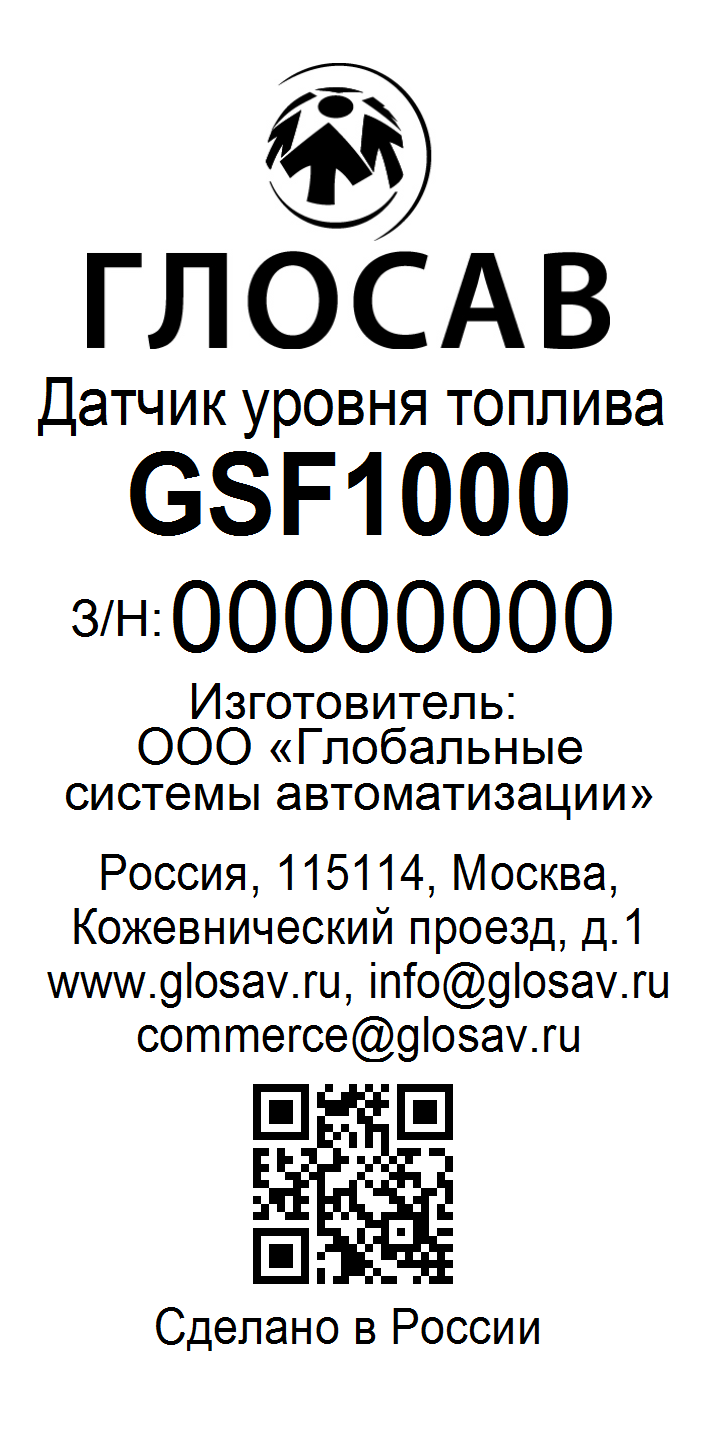 ГЛОСАВ
Датчик уровня топлива
GSF1000
З/Н: 00000000
Изготовитель:
ООО «Глобальные
системы автоматизации»
Россия, 115114, Москва,
Кожевнический проезд, д.1
www.glosav.ru, info@glosav.ru
commerce@glosav.ru
Сделано в России